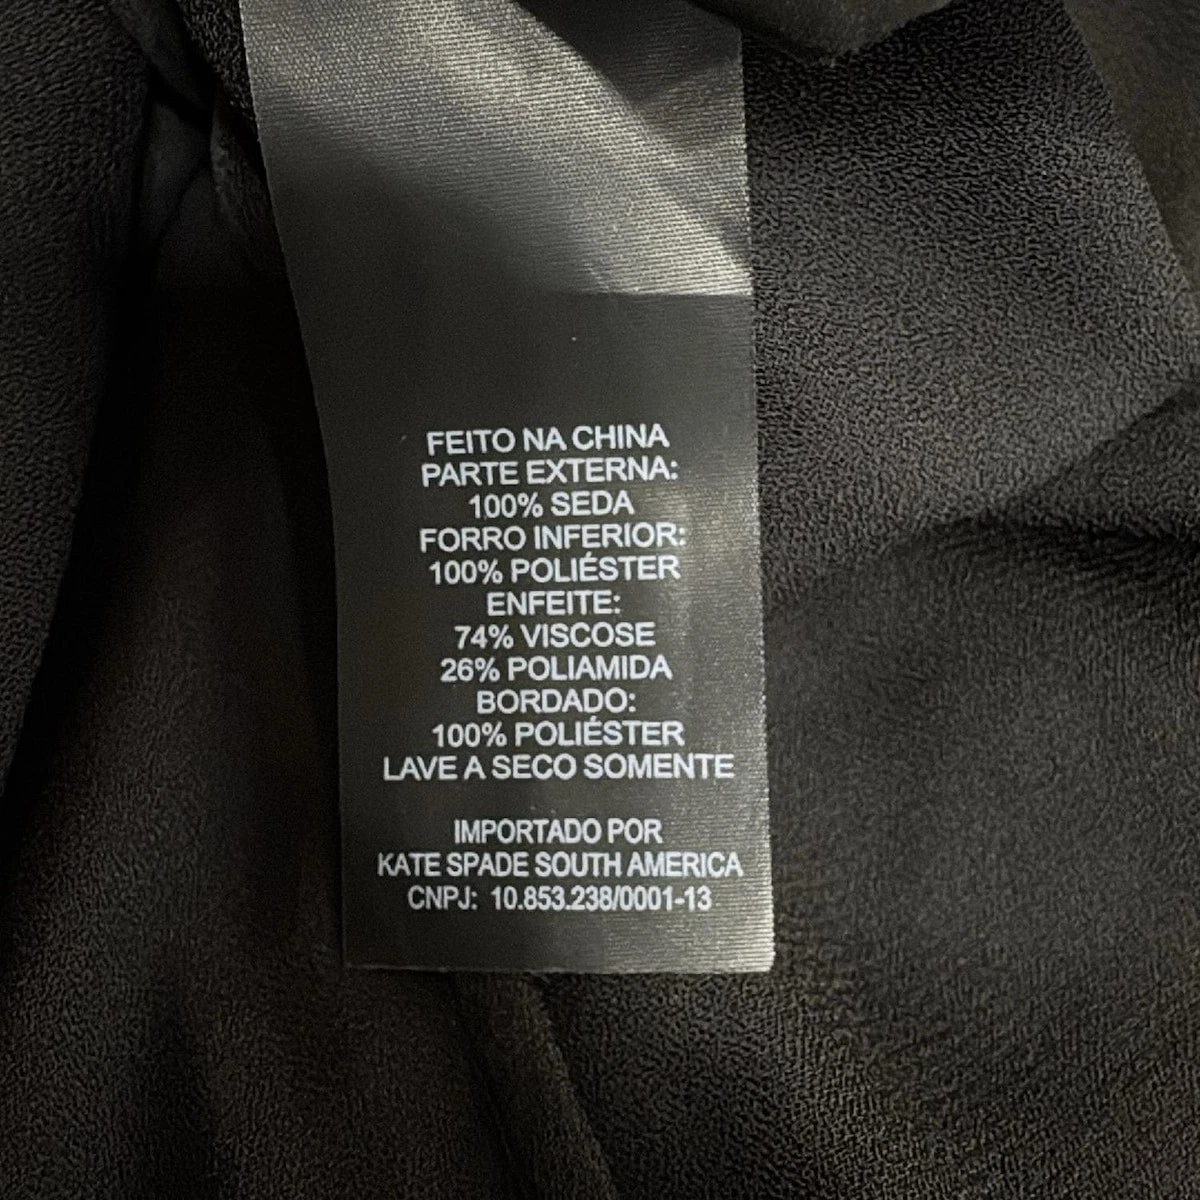 FEITO NA CHINA
PARTE EXTERNA:
100% SEDA
FORRO INFERIOR:
100% POLIÉSTER
ENFEITE:
74% VISCOSE
26% POLIAMIDA
BORDADO:
100% POLIÉSTER
LAVE A SECO SOMENTE
IMPORTADO POR
KATE SPADE SOUTH AMERICA
CNPJ: 10.853.238/0001-13